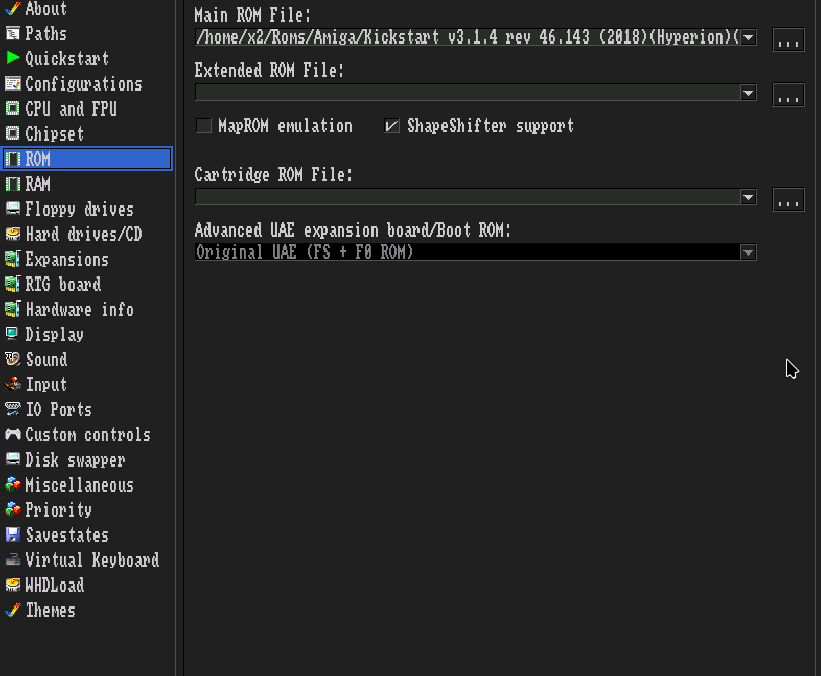 About
Paths
Quickstart
Configurations
CPU and FPU
Chipset
ROM
RAM
Floppy drives
Hard drives/CD
Expansions
RTG board
Hardware info
Display
Sound
Input
IO Ports
Custom controls
Disk swapper
Miscellaneous
Priority
Savestates
Virtual Keyboard
WHDLoad
Themes
Main ROM File:
/home/x2/Roms/Amiga/Kickstart v3.1.4 rev 46.143 (2018)(Hyperion)(
...
Extended ROM File:
...
MapROM emulation
ShapeShifter support
Cartridge ROM File:
...
Advanced UAE expansion board/Boot ROM:
Original UAE (FS + F0 ROM)